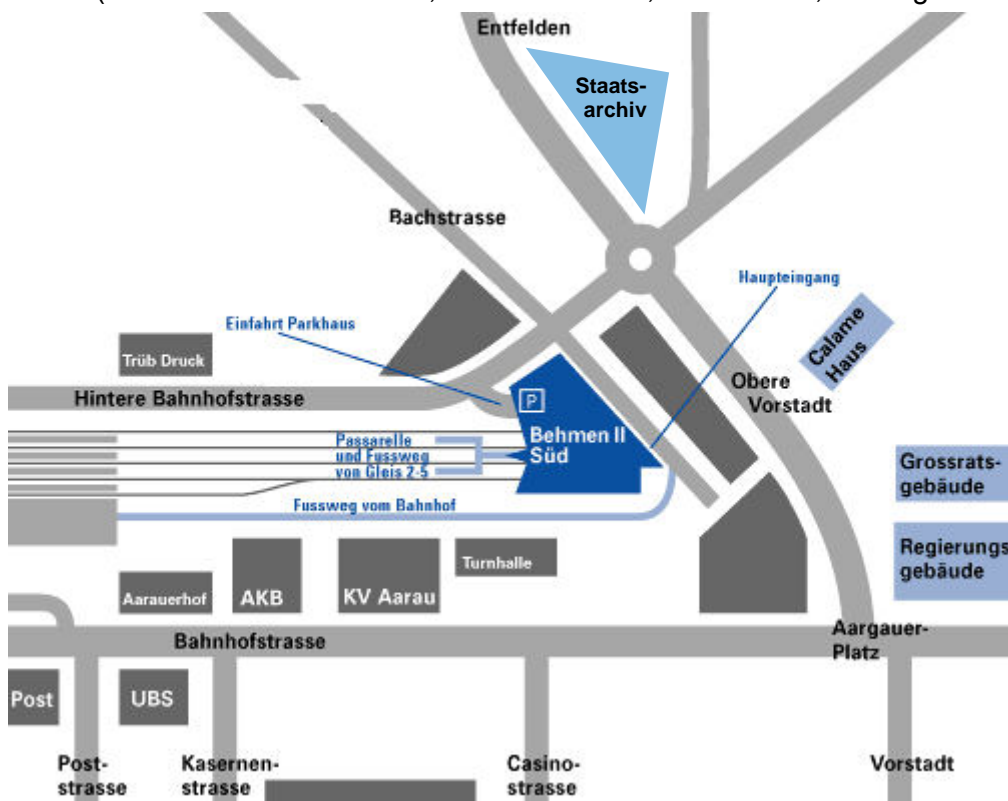 Entfelden
Staats-
archiv
Bachstrasse
Haupteingang
Einfahrt Parkhaus
Calame
Haus
Trüb Druck
Obere
Vorstadt
Hintere Bahnhofstrasse
P
Behmen II
Süd
Passarelle
und Fussweg
von Gleis 2-5
Grossrats-
gebäude
Fussweg vom Bahnhof
Regierungs
gebäude
Turnhalle
Aarauerhof
AKB
KV Aarau
Aargauer-
Platz
Bahnhofstrasse
Post
UBS
Post-
strasse
Kasernen-
strasse
Casino-
strasse
Vorstadt